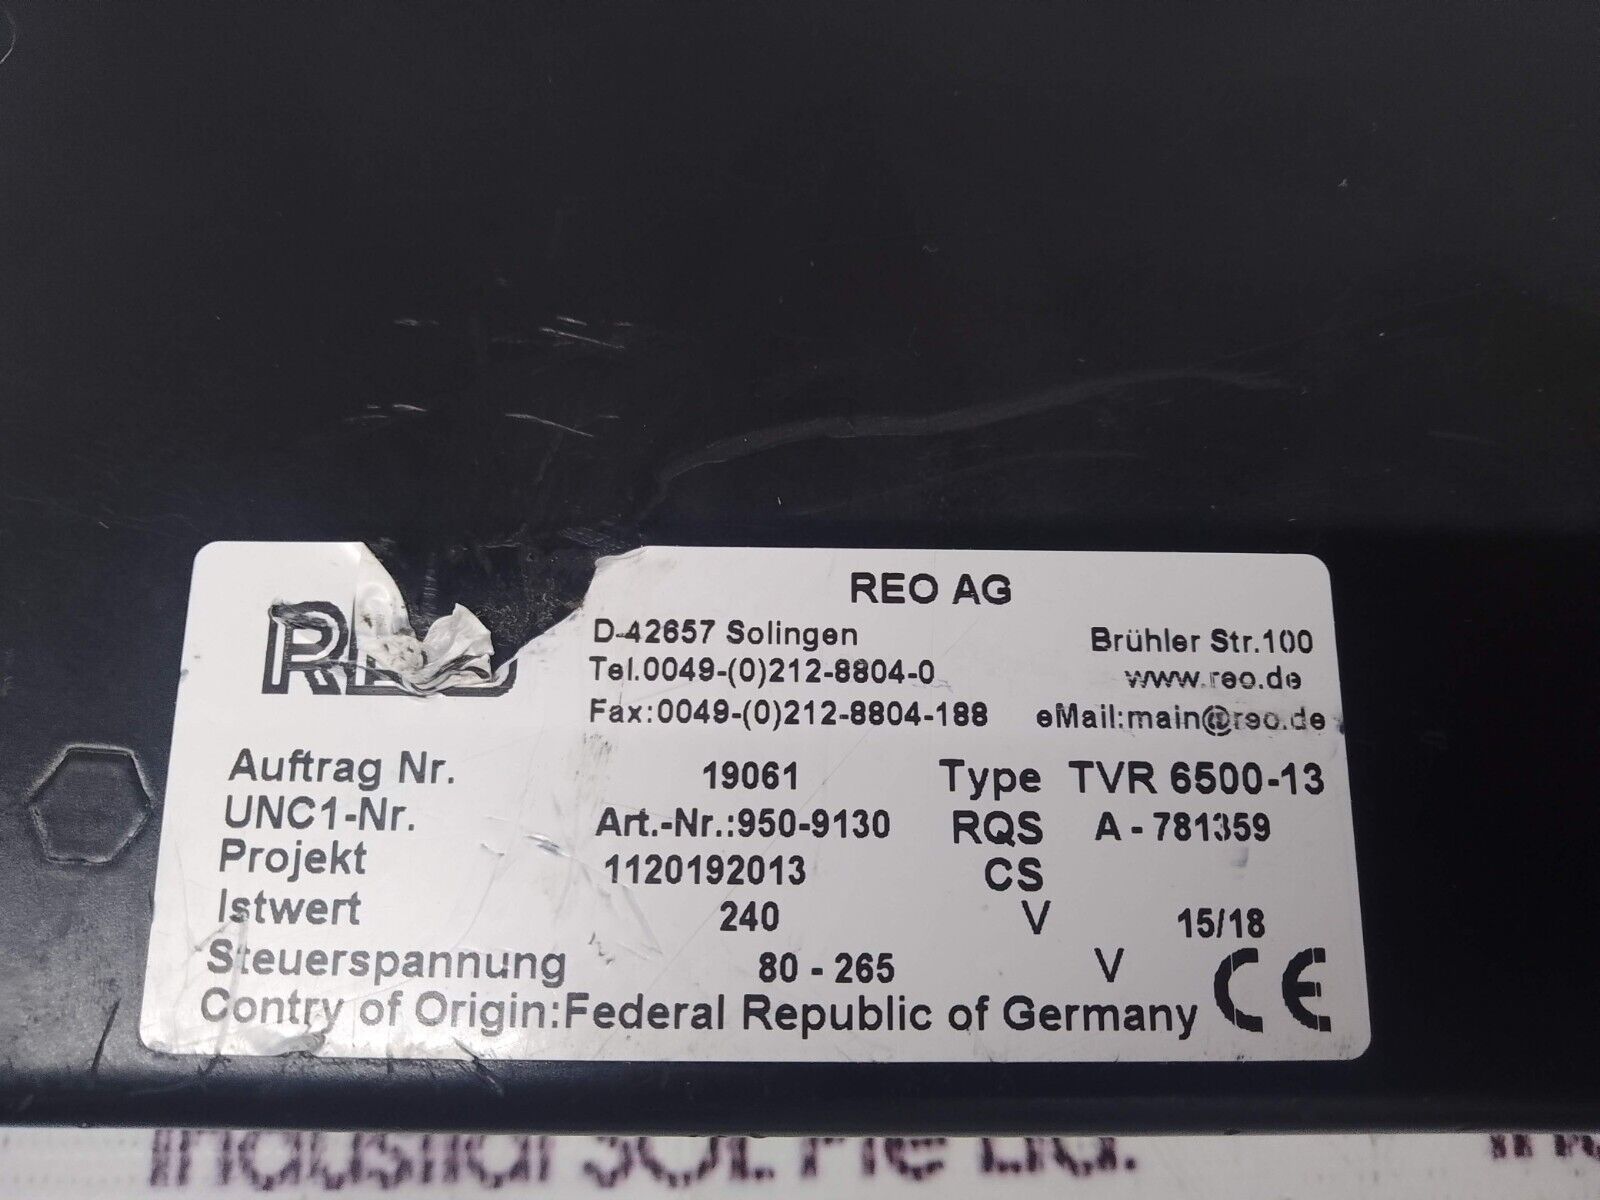 REO AG
REO
D-42657 Solingen Brühler Str.100
Tel.0049-(0)212-8804-0 www.reo.de
Fax:0049-(0)212-8804-188 eMail:main@reo.de
Auftrag Nr. 19061 Type TVR 6500-13
UNC1-Nr. Art.-Nr.:950-9130 RQS A - 781359
Projekt 1120192013 CS
Istwert 240 V 15/18
Steuerspannung 80 - 265 V CE
Contry of Origin:Federal Republic of Germany